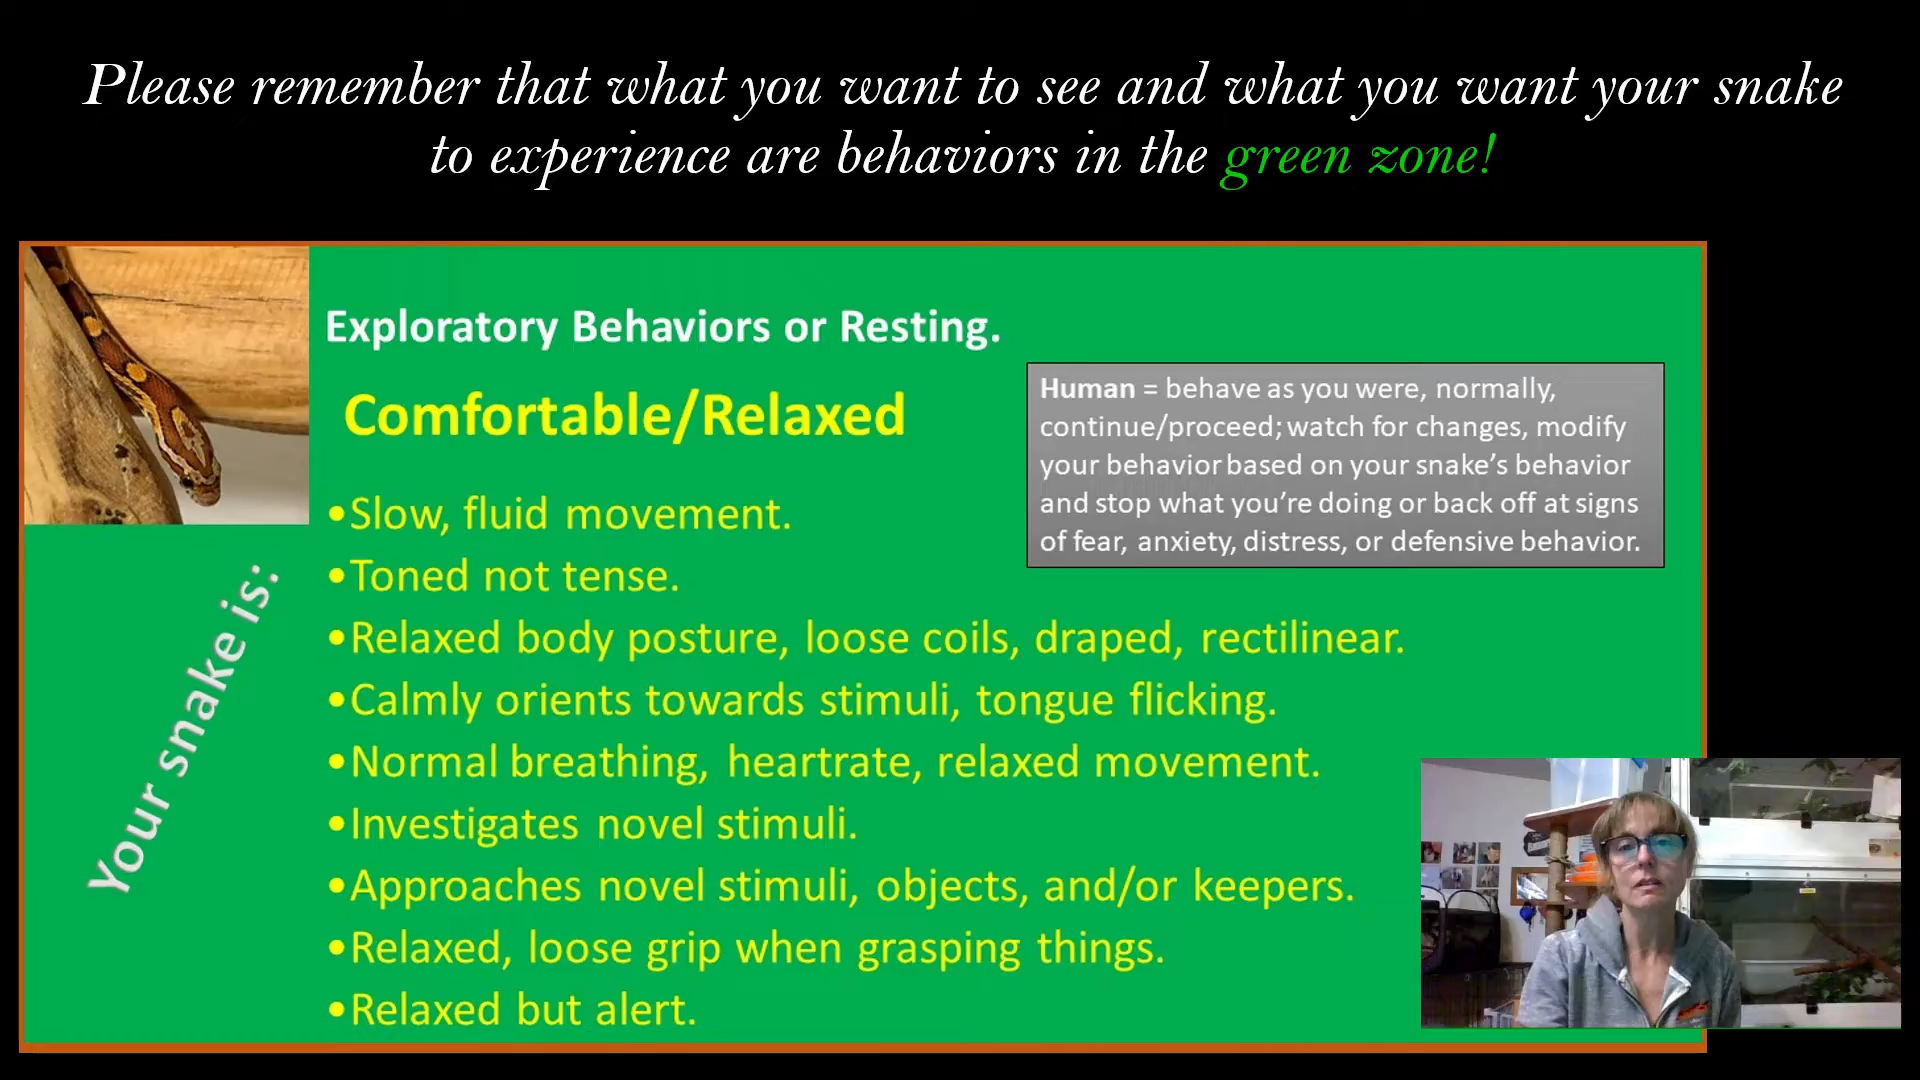 Please remember that what you want to see and what you want your snake
to experience are behaviors in the green zone!
Exploratory Behaviors or Resting.
Comfortable/Relaxed
Human = behave as you were, normally,
continue/proceed; watch for changes, modify
your behavior based on your snake's behavior
and stop what you're doing or back off at signs
of fear, anxiety, distress, or defensive behavior.
Your snake is:
•Slow, fluid movement.
•Toned not tense.
•Relaxed body posture, loose coils, draped, rectilinear.
•Calmly orients towards stimuli, tongue flicking.
•Normal breathing, heartrate, relaxed movement.
•Investigates novel stimuli.
•Approaches novel stimuli, objects, and/or keepers.
•Relaxed, loose grip when grasping things.
•Relaxed but alert.